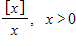 [x]/x, x > 0